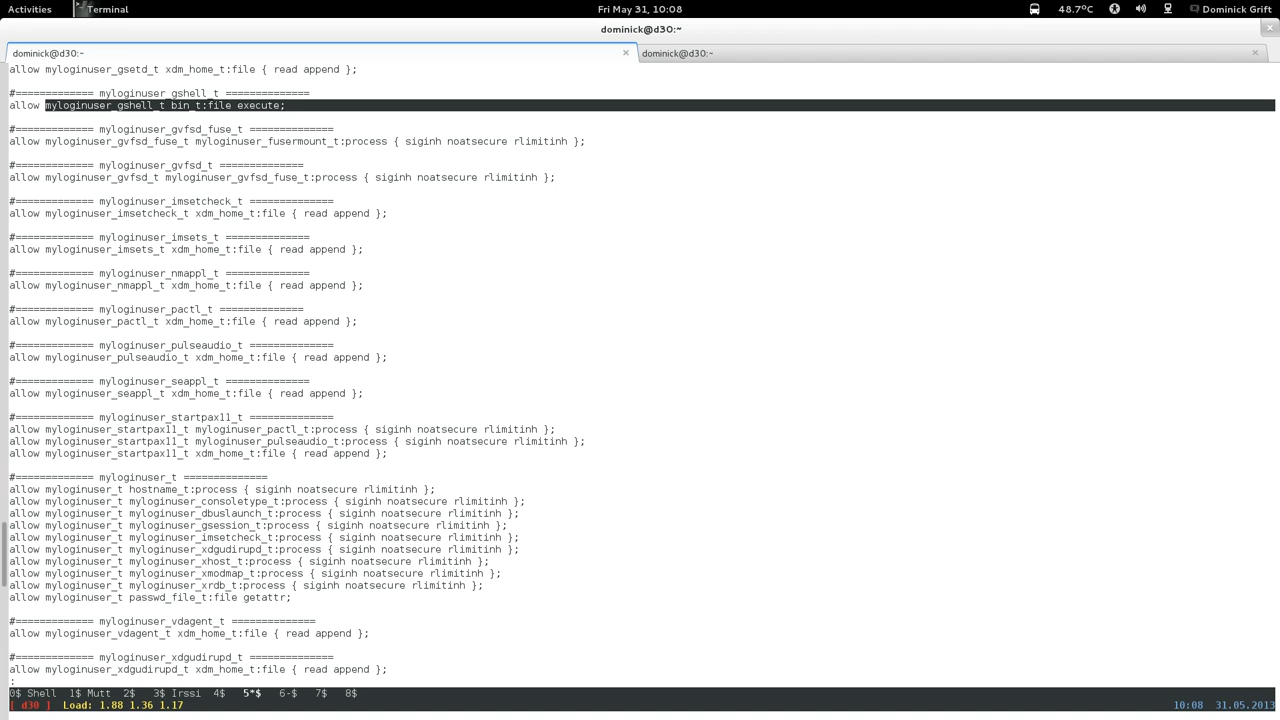 Activities Terminal Fri May 31, 10:08 48.7°C Dominick Grift
dominick@d30:~
dominick@d30:~ dominick@d30:~
allow myloginuser_gsetd_t xdm_home_t:file { read append };
#============= myloginuser_gshell_t ==============
allow myloginuser_gshell_t bin_t:file execute;
#============= myloginuser_gvfsd_fuse_t ==============
allow myloginuser_gvfsd_fuse_t myloginuser_fusermount_t:process { siginh noatsecure rlimitinh };
#============= myloginuser_gvfsd_t ==============
allow myloginuser_gvfsd_t myloginuser_gvfsd_fuse_t:process { siginh noatsecure rlimitinh };
#============= myloginuser_imsetcheck_t ==============
allow myloginuser_imsetcheck_t xdm_home_t:file { read append };
#============= myloginuser_imsets_t ==============
allow myloginuser_imsets_t xdm_home_t:file { read append };
#============= myloginuser_nmappl_t ==============
allow myloginuser_nmappl_t xdm_home_t:file { read append };
#============= myloginuser_pactl_t ==============
allow myloginuser_pactl_t xdm_home_t:file { read append };
#============= myloginuser_pulseaudio_t ==============
allow myloginuser_pulseaudio_t xdm_home_t:file { read append };
#============= myloginuser_seappl_t ==============
allow myloginuser_seappl_t xdm_home_t:file { read append };
#============= myloginuser_startpax11_t ==============
allow myloginuser_startpax11_t myloginuser_pactl_t:process { siginh noatsecure rlimitinh };
allow myloginuser_startpax11_t myloginuser_pulseaudio_t:process { siginh noatsecure rlimitinh };
allow myloginuser_startpax11_t xdm_home_t:file { read append };
#============= myloginuser_t ==============
allow myloginuser_t hostname_t:process { siginh noatsecure rlimitinh };
allow myloginuser_t myloginuser_consoletype_t:process { siginh noatsecure rlimitinh };
allow myloginuser_t myloginuser_dbuslaunch_t:process { siginh noatsecure rlimitinh };
allow myloginuser_t myloginuser_gsession_t:process { siginh noatsecure rlimitinh };
allow myloginuser_t myloginuser_imsetcheck_t:process { siginh noatsecure rlimitinh };
allow myloginuser_t myloginuser_xdgudirupd_t:process { siginh noatsecure rlimitinh };
allow myloginuser_t myloginuser_xhost_t:process { siginh noatsecure rlimitinh };
allow myloginuser_t myloginuser_xmodmap_t:process { siginh noatsecure rlimitinh };
allow myloginuser_t myloginuser_xrdb_t:process { siginh noatsecure rlimitinh };
allow myloginuser_t passwd_file_t:file getattr;
#============= myloginuser_vdagent_t ==============
allow myloginuser_vdagent_t xdm_home_t:file { read append };
#============= myloginuser_xdgudirupd_t ==============
allow myloginuser_xdgudirupd_t xdm_home_t:file { read append };
:
0$ Shell 1$ Mutt 2$ 3$ Irssi 4$ 5*$ 6-$ 7$ 8$
[ d30 ] Load: 1.88 1.36 1.17 10:08 31.05.2013